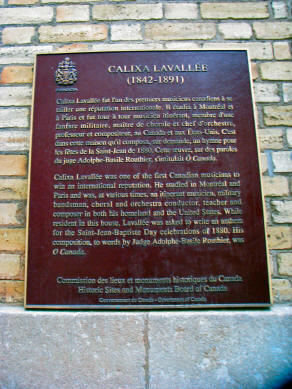 CALIXA LAVALLÉE
(1842-1891)
Calixa Lavallée fut l'un des premiers musiciens canadiens à se
tailler une réputation internationale. Il étudia à Montréal et
à Paris et fut tour à tour musicien itinérant, membre d'une
fanfare militaire, maître de chorale et chef d'orchestre,
professeur et compositeur, au Canada et aux États-Unis. C'est
dans cette maison qu'il composa, sur demande, un hymne pour
les fêtes de la Saint-Jean de 1880. Cette œuvre, sur des paroles
du juge Adolphe-Basile Routhier, s'intitulait O Canada.
Calixa Lavallée was one of the first Canadian musicians to
win an international reputation. He studied in Montréal and
Paris and was, at various times, an itinerant musician, military
bandsman, choral and orchestra conductor, teacher and
composer in both his homeland and the United States. While
resident in this house, Lavallée was asked to write an anthem
for the Saint-Jean-Baptiste Day celebrations of 1880. His
composition, to words by Judge Adolphe-Basile Routhier, was
O Canada.
Commission des lieux et monuments historiques du Canada
Historic Sites and Monuments Board of Canada
Gouvernement du Canada - Government of Canada